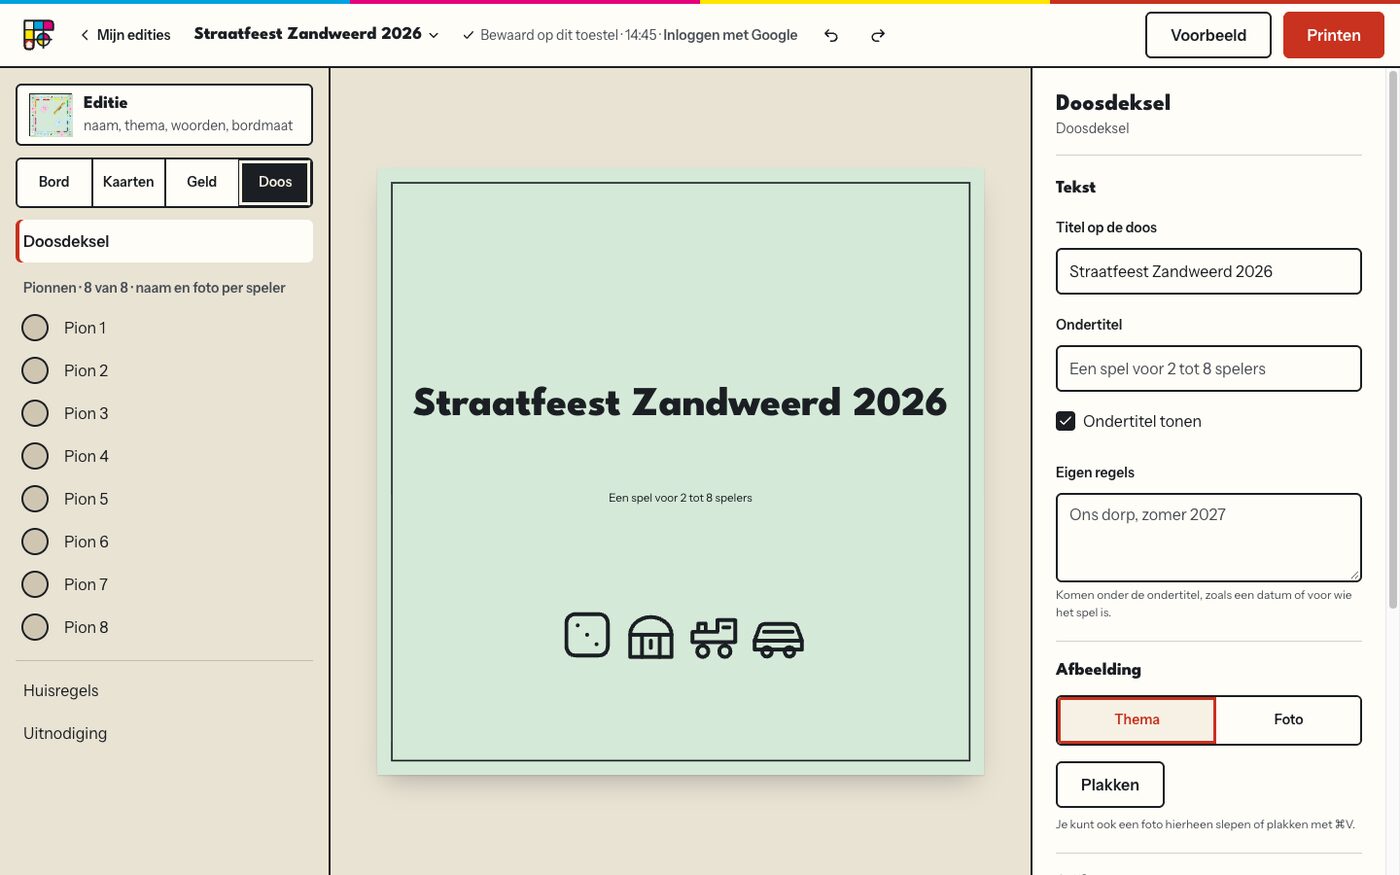 Mijn edities
Straatfeest Zandweerd 2026
Bewaard op dit toestel · 14:45 · Inloggen met Google
Voorbeeld
Printen
Editie
naam, thema, woorden, bordmaat
Bord
Kaarten
Geld
Doos
Doosdeksel
Pionnen · 8 van 8 · naam en foto per speler
Pion 1
Pion 2
Pion 3
Pion 4
Pion 5
Pion 6
Pion 7
Pion 8
Huisregels
Uitnodiging
Straatfeest Zandweerd 2026
Een spel voor 2 tot 8 spelers
Doosdeksel
Doosdeksel
Tekst
Titel op de doos
Straatfeest Zandweerd 2026
Ondertitel
Een spel voor 2 tot 8 spelers
Ondertitel tonen
Eigen regels
Ons dorp, zomer 2027
Komen onder de ondertitel, zoals een datum of voor wie
het spel is.
Afbeelding
Thema
Foto
Plakken
Je kunt ook een foto hierheen slepen of plakken met ⌘V.